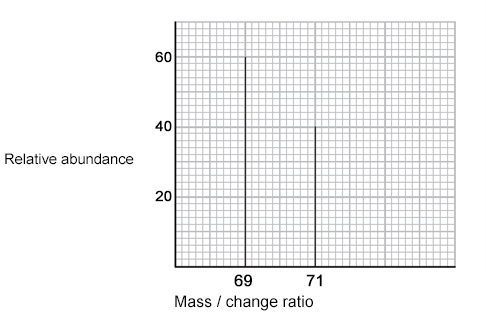 60
40
Relative abundance
20
69 71
Mass / change ratio